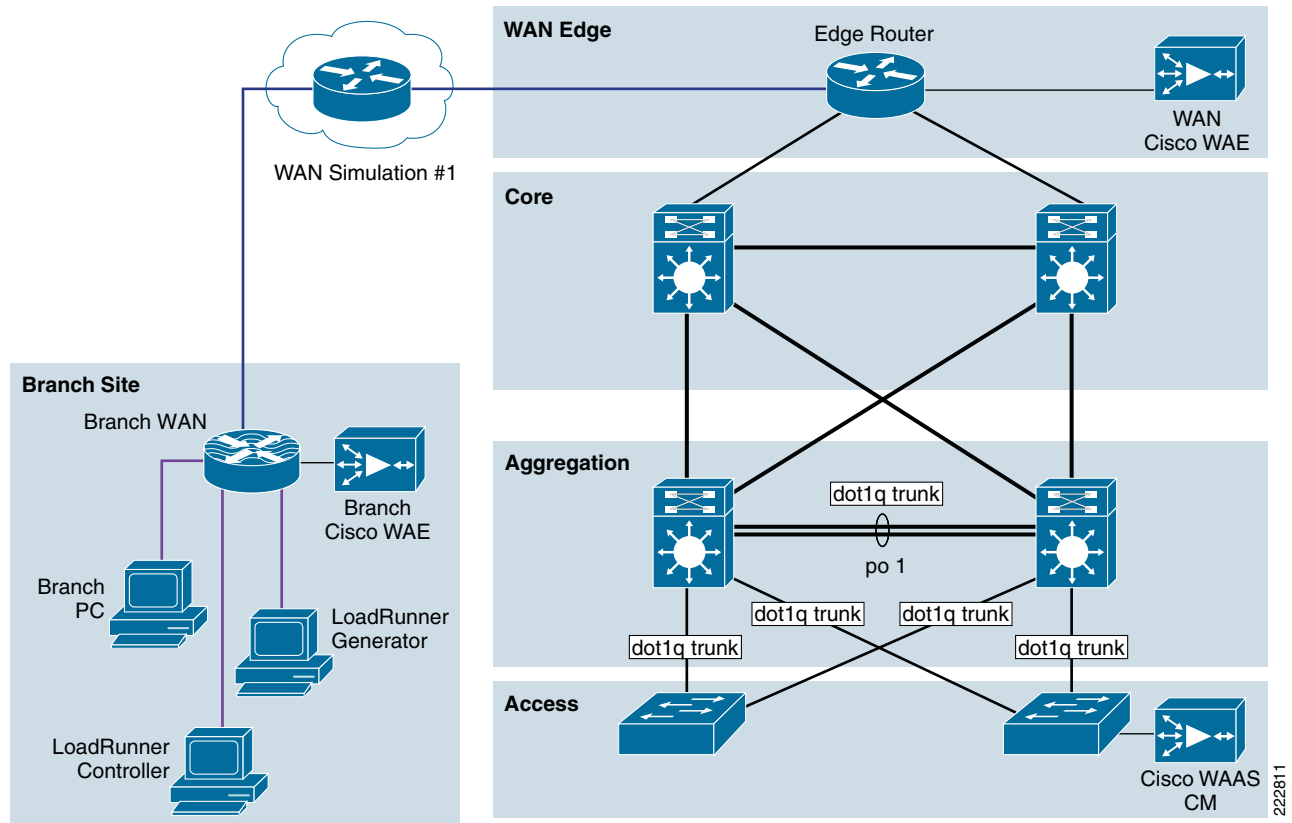 WAN Edge
Edge Router
WAN
Cisco WAE
WAN Simulation #1
Core
Branch Site
Branch WAN
Branch
Cisco WAE
Branch
PC
LoadRunner
Generator
LoadRunner
Controller
Aggregation
dot1q trunk
po 1
dot1q trunk
dot1q trunk
dot1q trunk
dot1q trunk
Access
Cisco WAAS
CM
222811